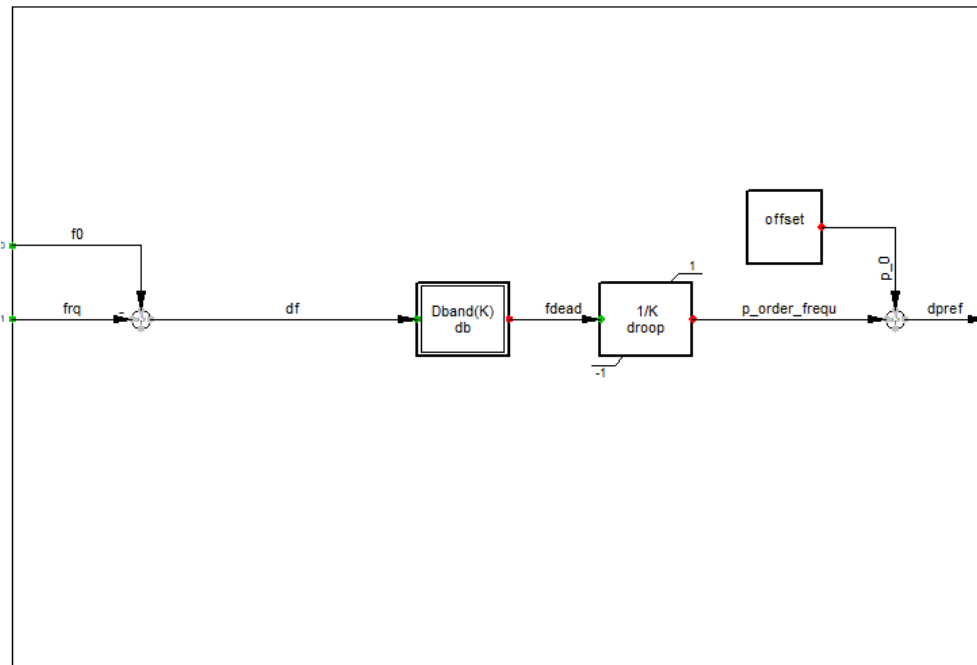 1
offset
f0
p_0
frq
-
df
Dband(K)
db
fdead
1/K
droop
p_order_frequ
dpref
-1